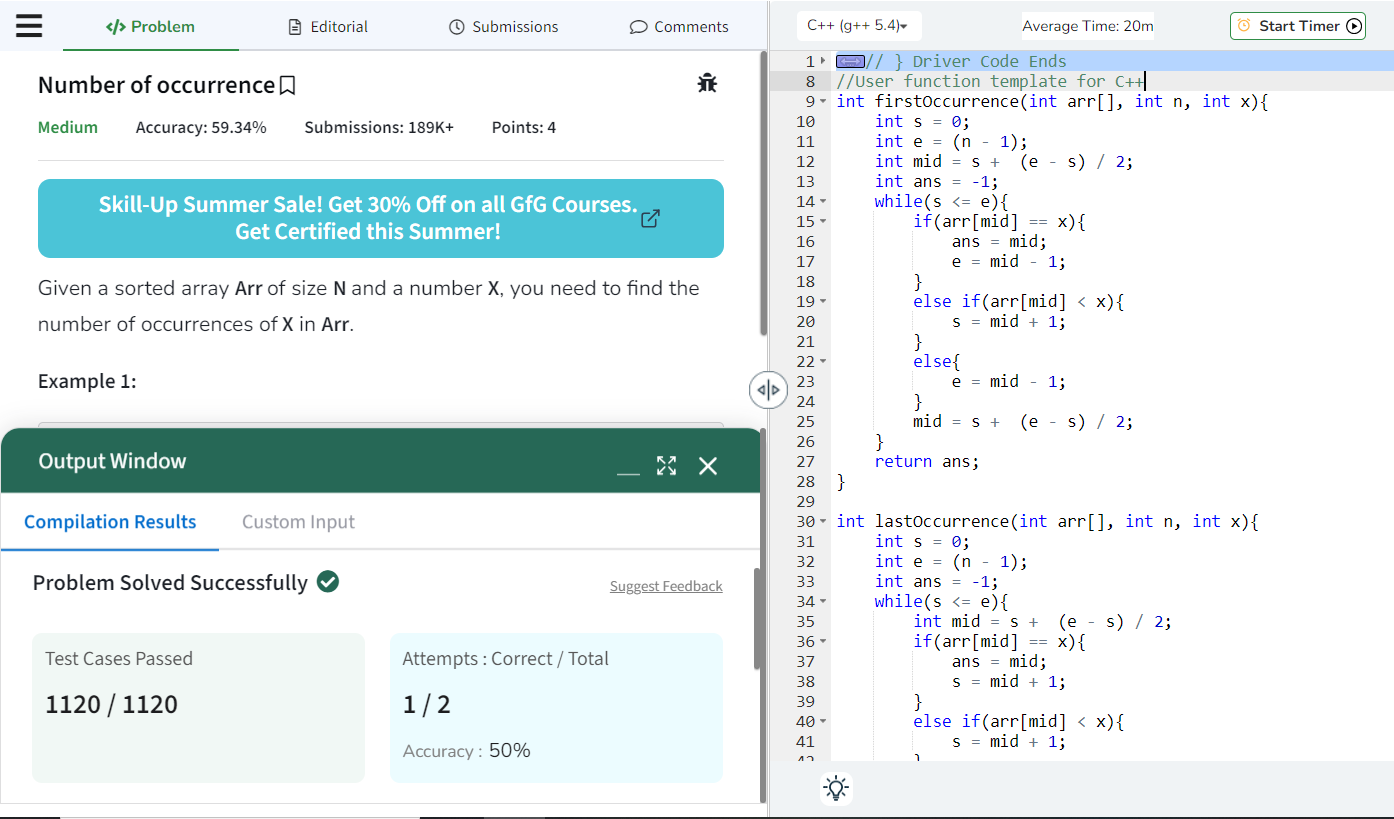 Problem
Editorial
Submissions
Comments
Number of occurrence
Medium
Accuracy: 59.34%
Submissions: 189K+
Points: 4
Skill-Up Summer Sale! Get 30% Off on all GfG Courses.
Get Certified this Summer!
Given a sorted array Arr of size N and a number X, you need to find the
number of occurrences of X in Arr.
Example 1:
Output Window
Compilation Results
Custom Input
Problem Solved Successfully
Suggest Feedback
Test Cases Passed
1120 / 1120
Attempts : Correct / Total
1 / 2
Accuracy : 50%
C++ (g++ 5.4)
Average Time: 20m
Start Timer
1 // } Driver Code Ends
8 //User function template for C++
9 int firstOccurrence(int arr[], int n, int x){
10 int s = 0;
11 int e = (n - 1);
12 int mid = s +  (e - s) / 2;
13 int ans = -1;
14 while(s <= e){
15 if(arr[mid] == x){
16 ans = mid;
17 e = mid - 1;
18 }
19 else if(arr[mid] < x){
20 s = mid + 1;
21 }
22 else{
23 e = mid - 1;
24 }
25 mid = s +  (e - s) / 2;
26 }
27 return ans;
28 }
29
30 int lastOccurrence(int arr[], int n, int x){
31 int s = 0;
32 int e = (n - 1);
33 int ans = -1;
34 while(s <= e){
35 int mid = s +  (e - s) / 2;
36 if(arr[mid] == x){
37 ans = mid;
38 s = mid + 1;
39 }
40 else if(arr[mid] < x){
41 s = mid + 1;